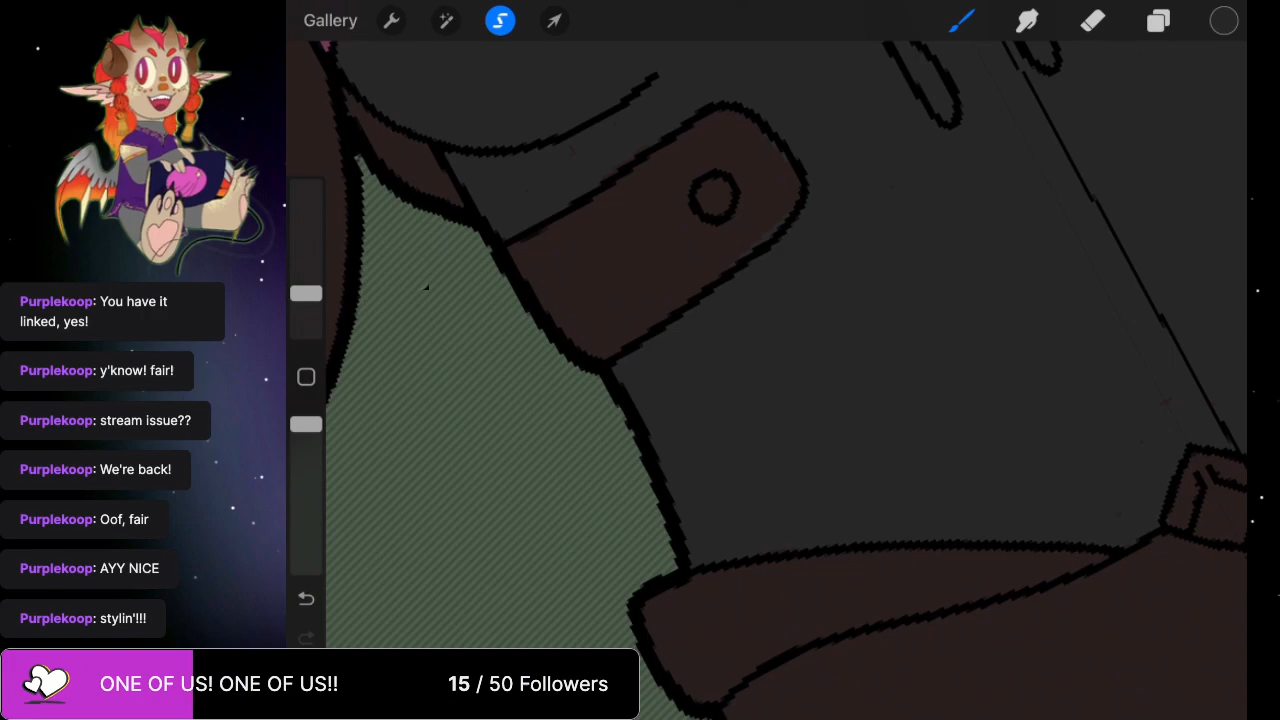 Gallery
Purplekoop: You have it
linked, yes!
Purplekoop: y'know! fair!
Purplekoop: stream issue??
Purplekoop: We're back!
Purplekoop: Oof, fair
Purplekoop: AYY NICE
Purplekoop: stylin'!!!
ONE OF US! ONE OF US!! 15 / 50 Followers